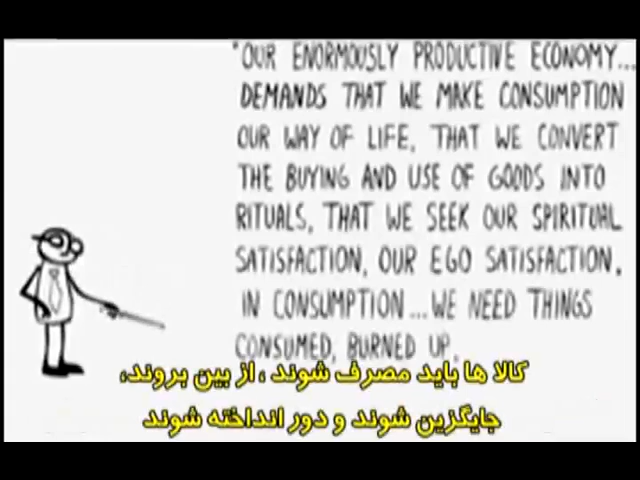 "OUR ENORMOUSLY PRODUCTIVE ECONOMY...
DEMANDS THAT WE MAKE CONSUMPTION
OUR WAY OF LIFE, THAT WE CONVERT
THE BUYING AND USE OF GOODS INTO
RITUALS, THAT WE SEEK OUR SPIRITUAL
SATISFACTION, OUR EGO SATISFACTION,
IN CONSUMPTION...WE NEED THINGS
CONSUMED, BURNED UP,
کالا ها باید مصرف شوند ، از بین بروند،
جایگزین شوند و دور انداخته شوند